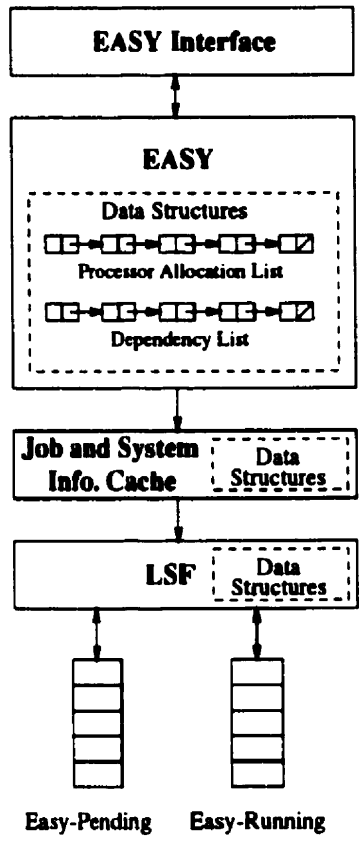 EASY Interface
EASY
Data Structures
Processor Allocation List
Dependency List
Job and System
Info. Cache
Data
Structures
LSF
Data
Structures
Easy-Pending
Easy-Running